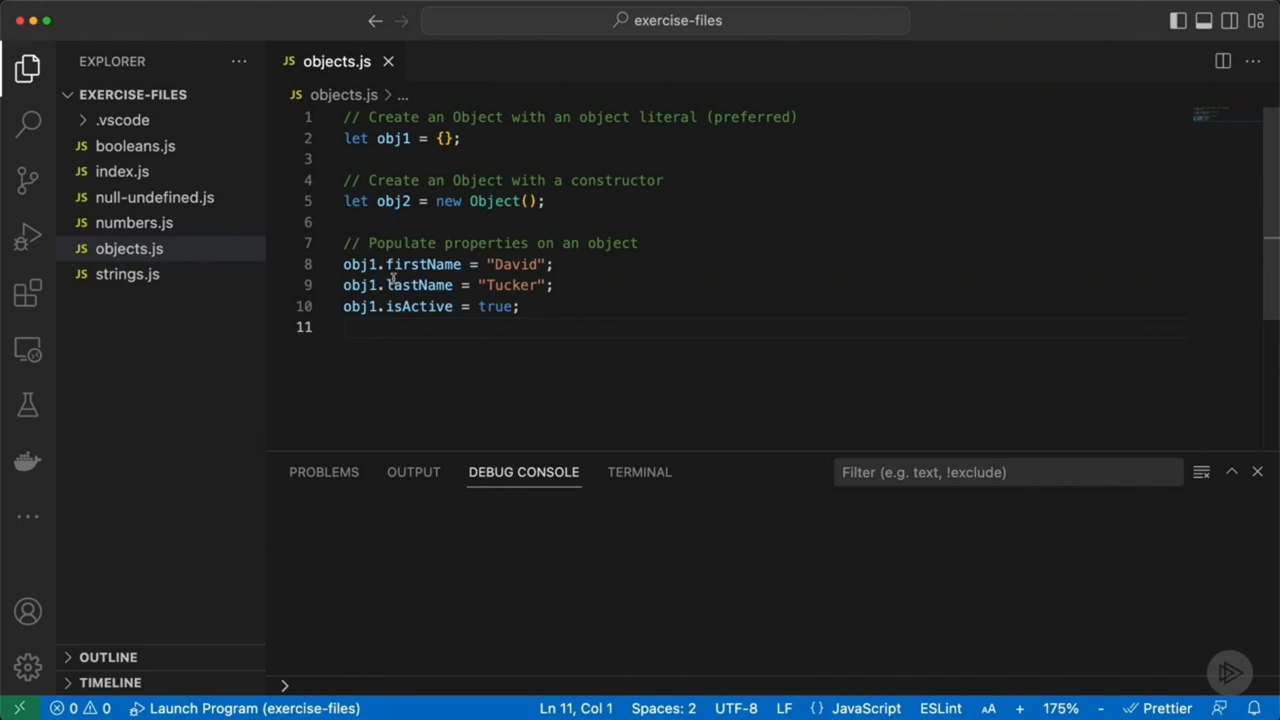 exercise-files
EXPLORER
JS objects.js
EXERCISE-FILES
JS objects.js > ...
.vscode
JS booleans.js
JS index.js
JS null-undefined.js
JS numbers.js
JS objects.js
JS strings.js
1 // Create an Object with an object literal (preferred)
2 let obj1 = {};
3
4 // Create an Object with a constructor
5 let obj2 = new Object();
6
7 // Populate properties on an object
8 obj1.firstName = "David";
9 obj1.lastName = "Tucker";
10 obj1.isActive = true;
11
PROBLEMS OUTPUT DEBUG CONSOLE TERMINAL Filter (e.g. text, !exclude)
OUTLINE
TIMELINE
>
0 0 Launch Program (exercise-files) Ln 11, Col 1 Spaces: 2 UTF-8 LF {} JavaScript ESLint AA + 175% - Prettier